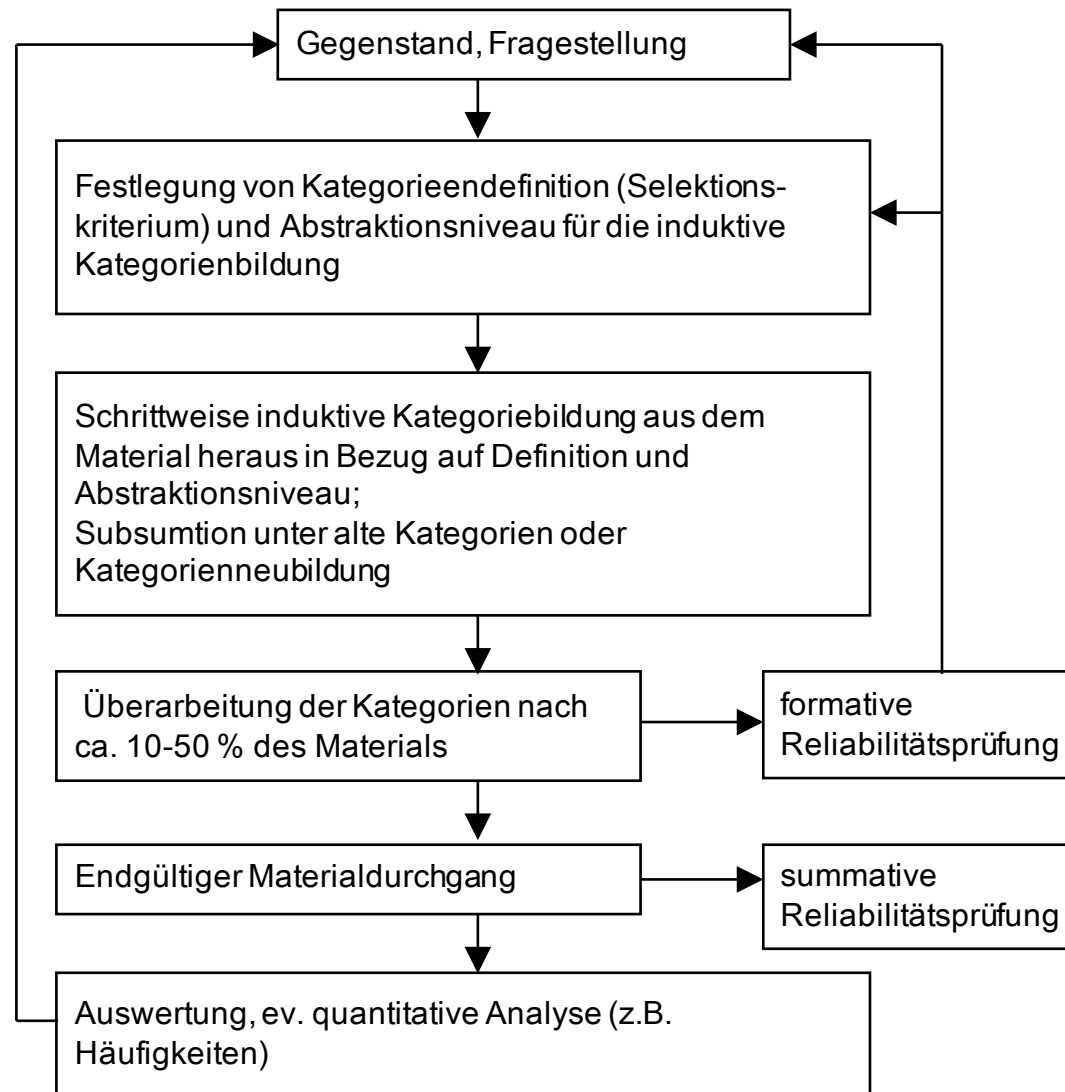 Gegenstand, Fragestellung
Festlegung von Kategorieendefinition (Selektions-
kriterium) und Abstraktionsniveau für die induktive
Kategorienbildung
Schrittweise induktive Kategoriebildung aus dem
Material heraus in Bezug auf Definition und
Abstraktionsniveau;
Subsumtion unter alte Kategorien oder
Kategorienneubildung
Überarbeitung der Kategorien nach
ca. 10-50 % des Materials
formative
Reliabilitätsprüfung
Endgültiger Materialdurchgang
summative
Reliabilitätsprüfung
Auswertung, ev. quantitative Analyse (z.B.
Häufigkeiten)